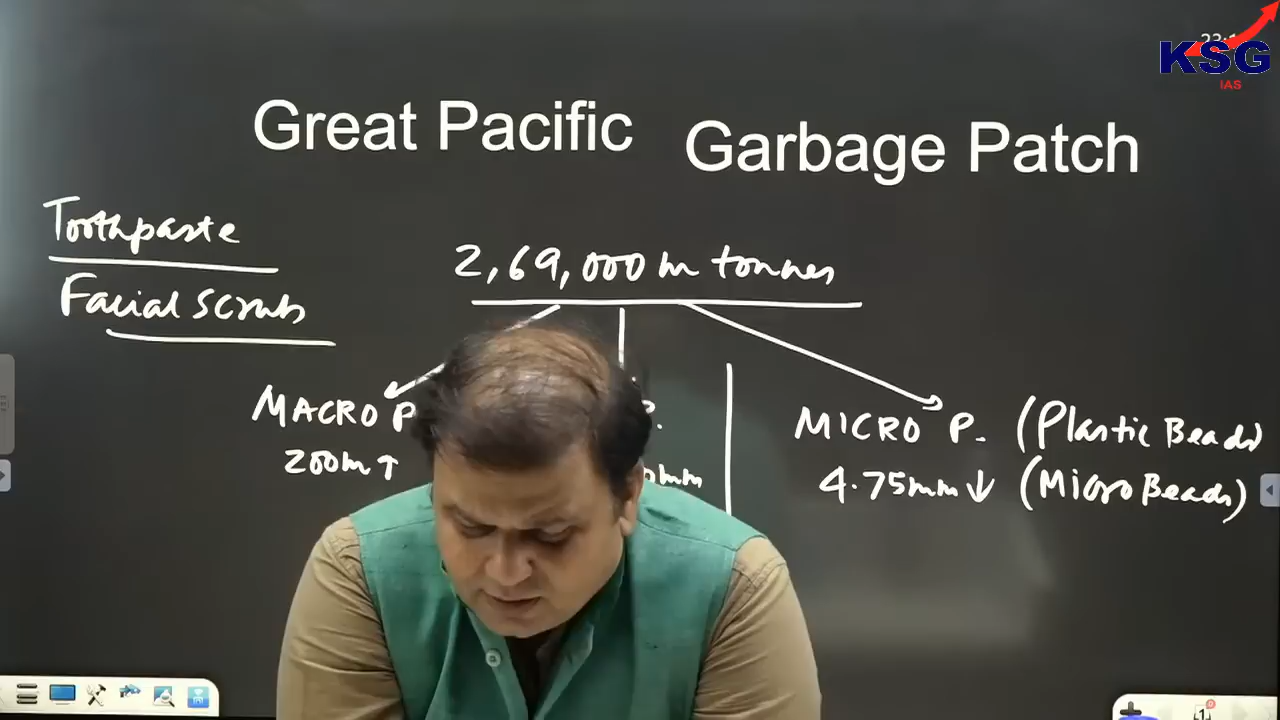 KSG
IAS
Great Pacific Garbage Patch
Toothpaste
Facial Scrubs
2,69,000 m tonnes
MACRO P
MICRO P. (Plastic Beads)
200m ↑
4.75mm ↓ (Micro Beads)